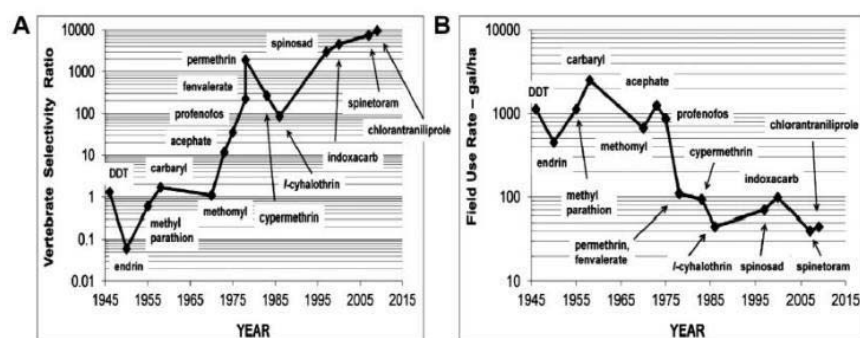 A
Vertebrate Selectivity Ratio
10000
1000
100
10
1
0.1
0.01
spinosad
permethrin
fenvalerate
profenofos
acephate
DDT
carbaryl
methyl
parathion
endrin
methomyl
cypermethrin
l-cyhalothrin
indoxacarb
spinetoram
chlorantraniliprole
1945 1955 1965 1975 1985 1995 2005 2015
YEAR
B
Field Use Rate – gai/ha
10000
1000
100
10
carbaryl
DDT
acephate
endrin
methyl
parathion
methomyl
profenofos
chlorantraniliprole
cypermethrin
indoxacarb
permethrin,
fenvalerate
l-cyhalothrin
spinosad
spinetoram
1945 1955 1965 1975 1985 1995 2005 2015
YEAR